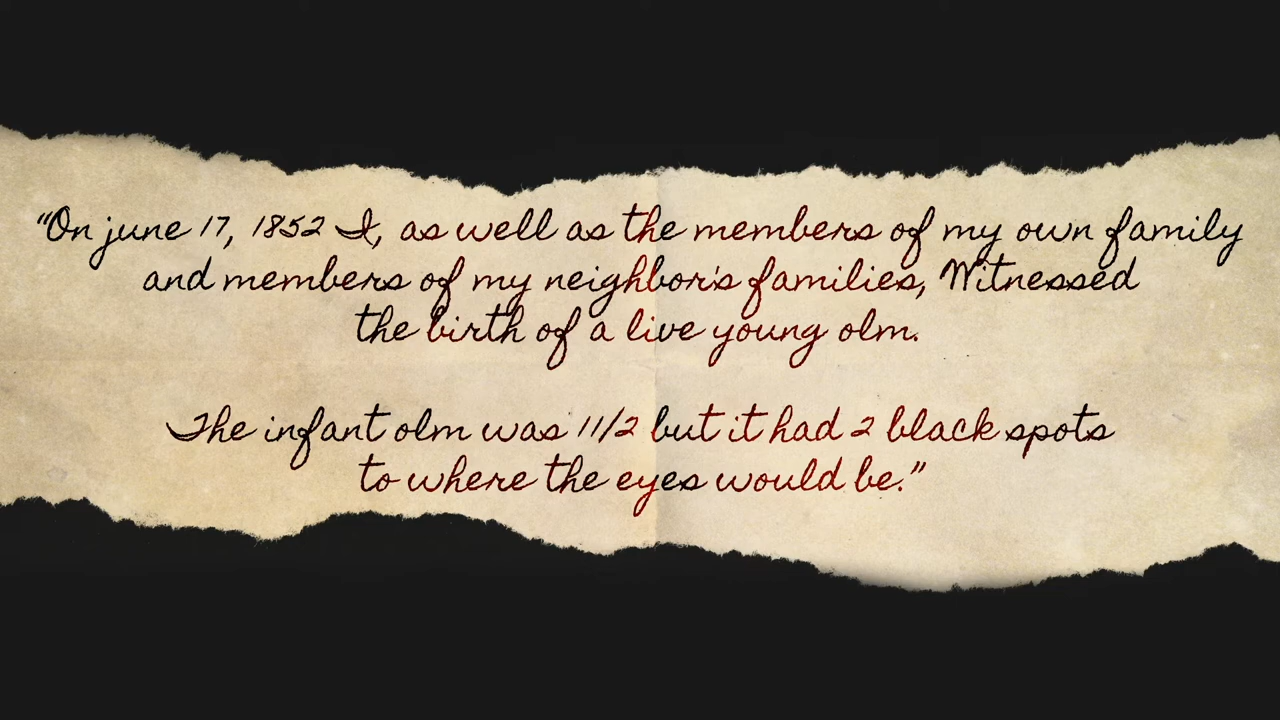 "On june 17, 1852 I, as well as the members of my own family
and members of my neighbor's families, Witnessed
the birth of a live young olm.
The infant olm was 11/2 but it had 2 black spots
to where the eyes would be."